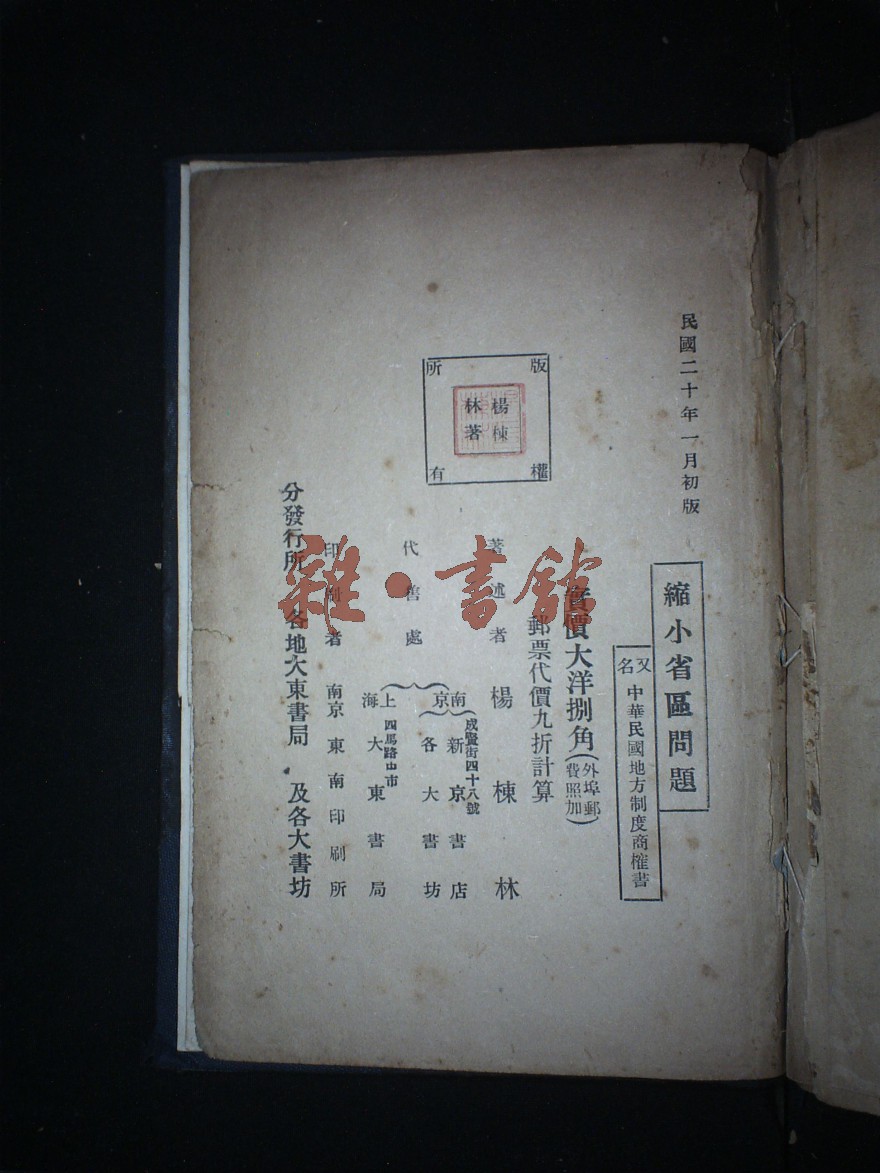 民國二十年一月初版
縮小省區問題
又名 中華民國地方制度商榷書
實價大洋捌角(外埠郵費照加)
郵票代價九折計算
版權所有
楊棟林著
著述者 楊棟林
代售處
南京
成賢街四十八號
新京書店
各大書坊
上海
四馬路山市
大東書局
印刷者 南京東南印刷所
分發行所 各地大東書局 及各大書坊
雜·書館